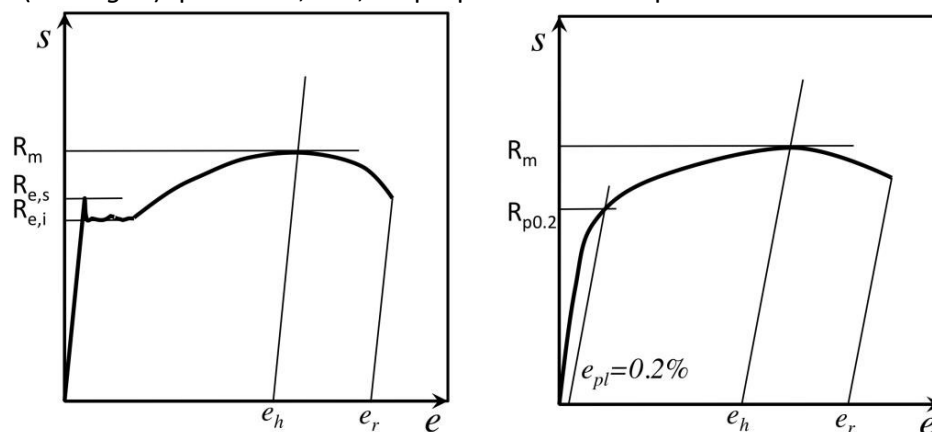 s
R_m
R_e,s
R_e,i
e_h
e_r
e
s
R_m
R_p0.2
e_pl=0.2%
e_h
e_r
e